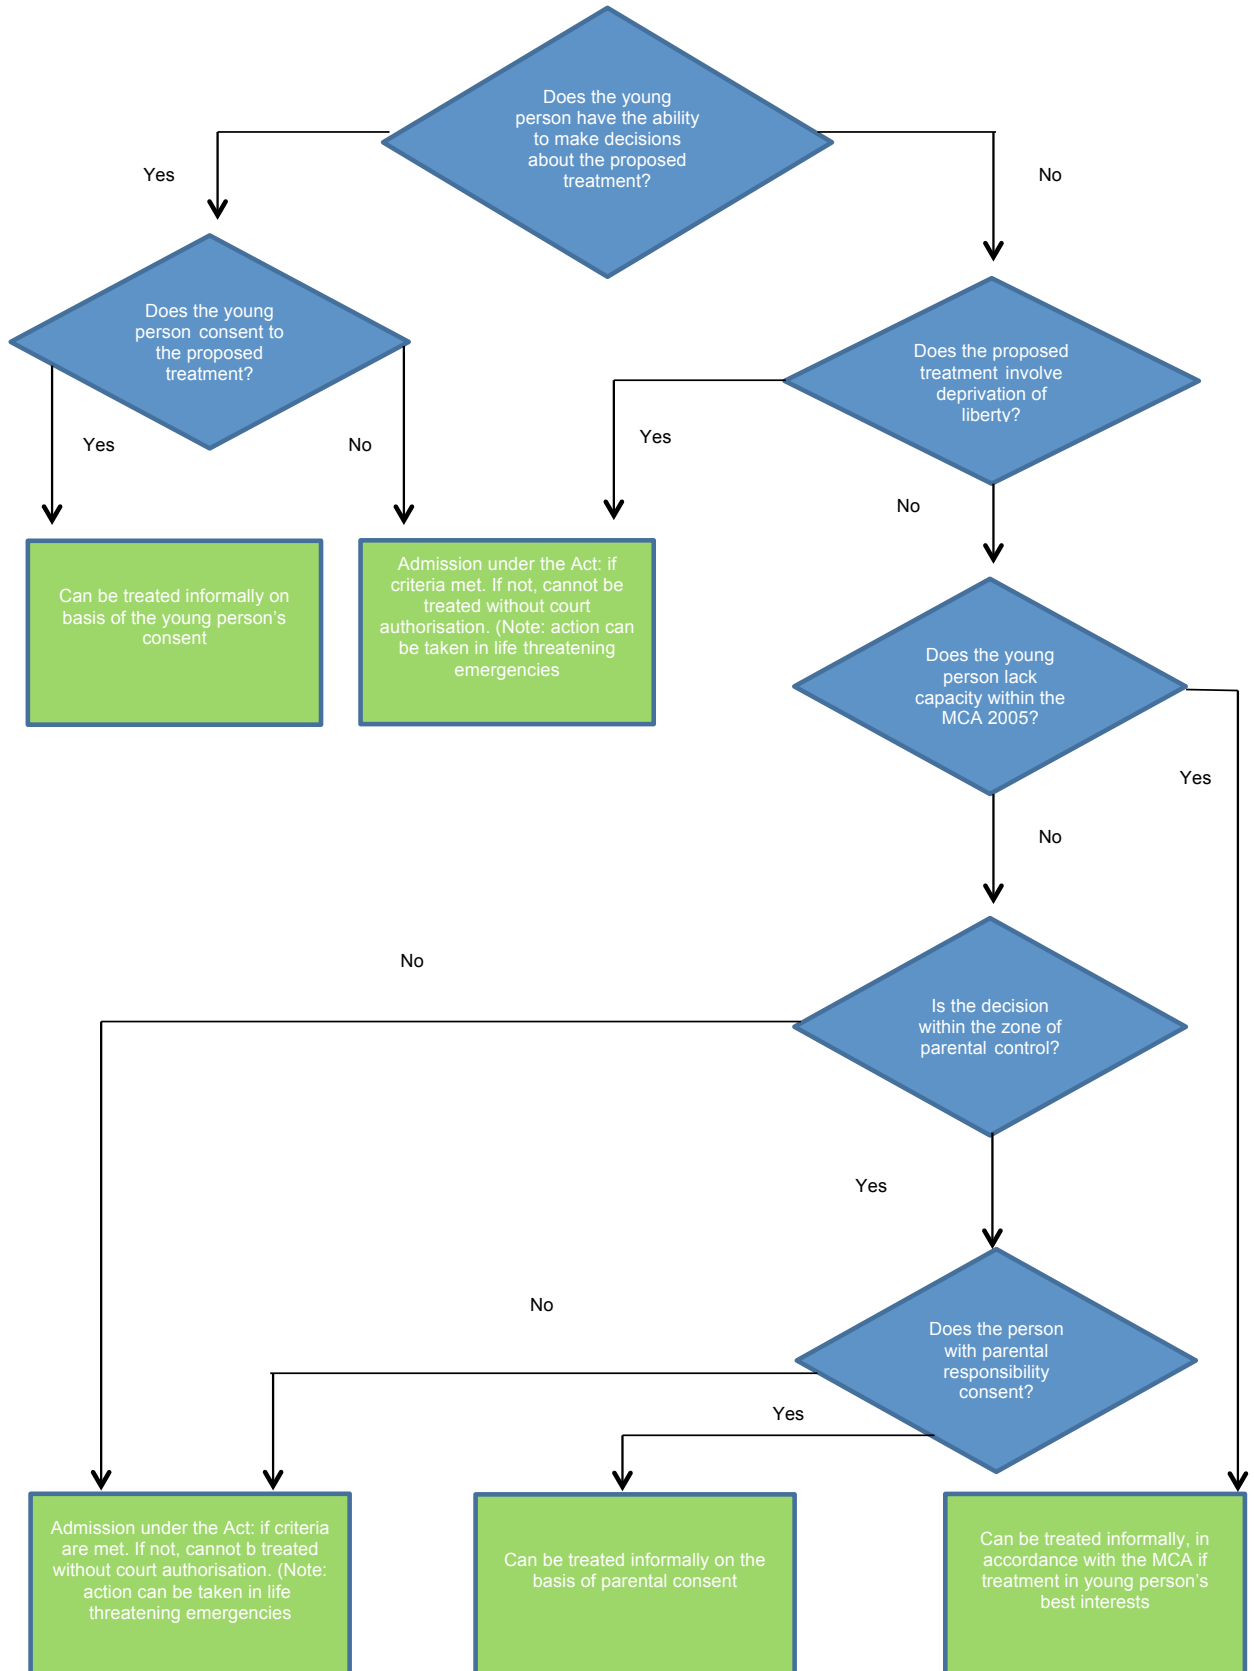 Does the young
person have the ability
to make decisions
about the proposed
treatment?
Yes
No
Does the young
person consent to
the proposed
treatment?
Does the proposed
treatment involve
deprivation of
liberty?
Yes
No
Yes
No
Can be treated informally on
basis of the young person's
consent
Admission under the Act: if
criteria met. If not, cannot be
treated without court
authorisation. (Note: action can
be taken in life threatening
emergencies
Does the young
person lack
capacity within the
MCA 2005?
Yes
No
No
Is the decision
within the zone of
parental control?
Yes
No
Does the person
with parental
responsibility
consent?
Yes
Admission under the Act: if criteria
are met. If not, cannot b treated
without court authorisation. (Note:
action can be taken in life
threatening emergencies
Can be treated informally on the
basis of parental consent
Can be treated informally, in
accordance with the MCA if
treatment in young person's
best interests